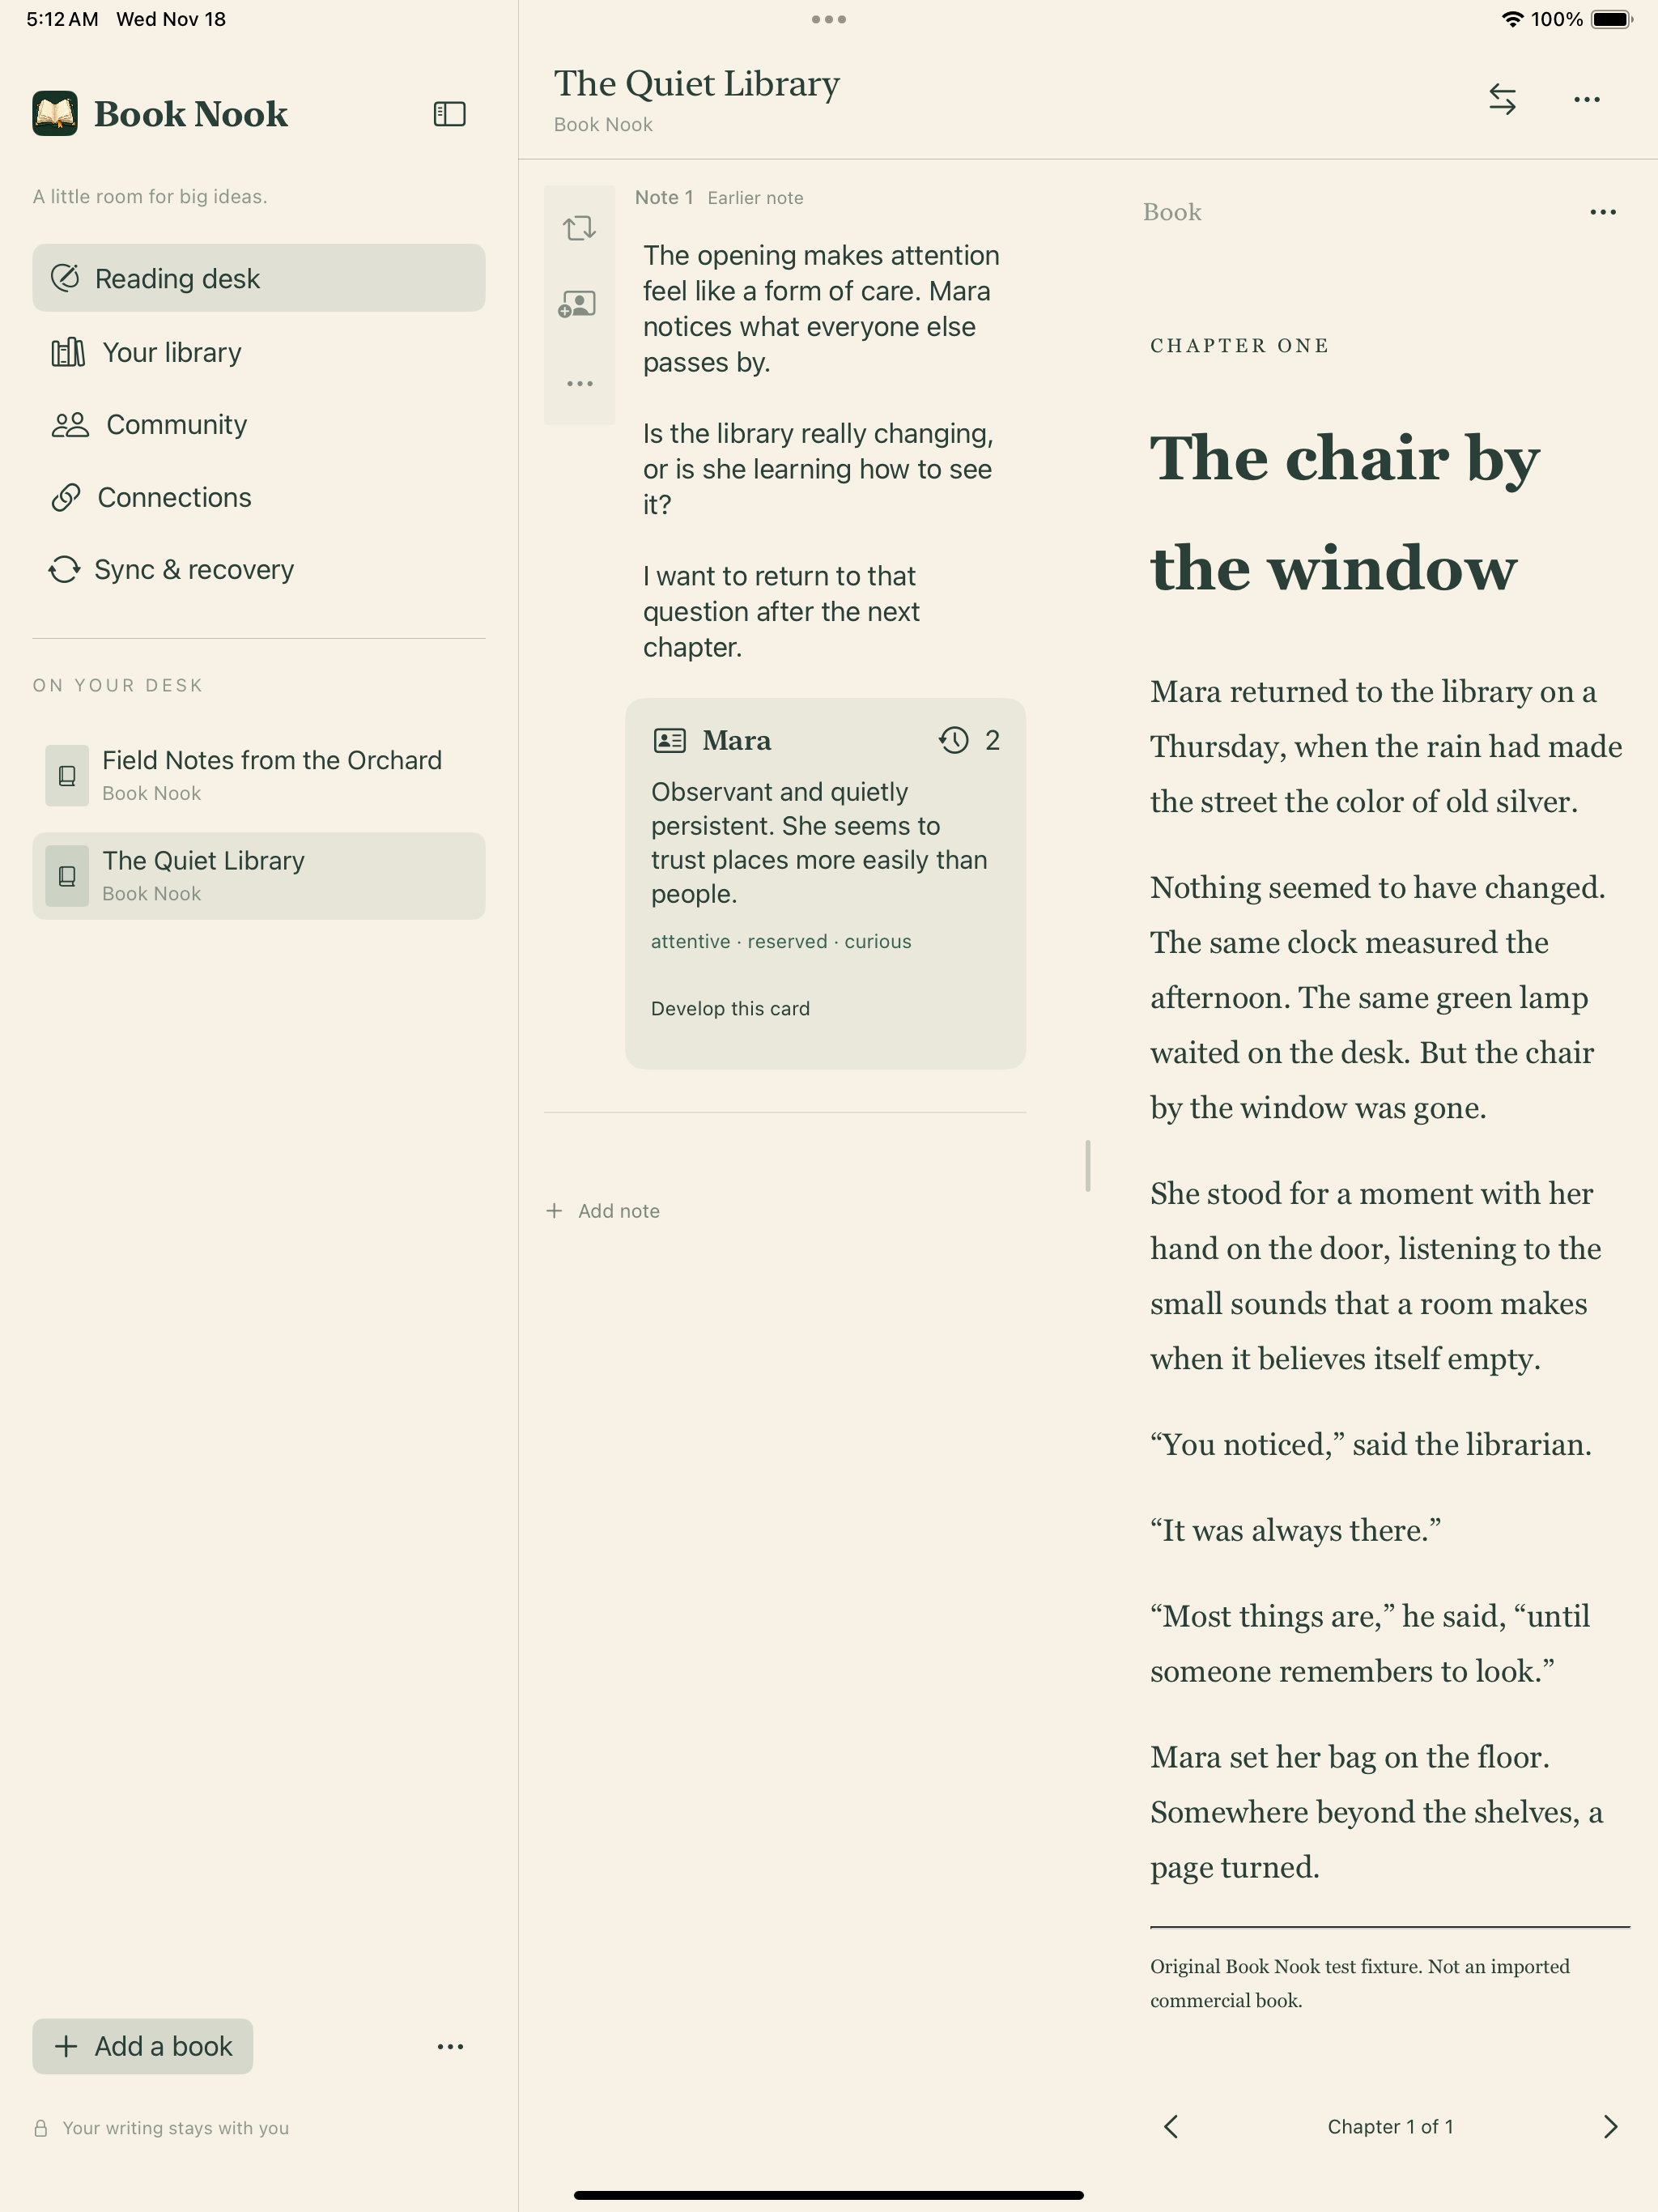 5:12 AM Wed Nov 18
100%
Book Nook
A little room for big ideas.
Reading desk
Your library
Community
Connections
Sync & recovery
ON YOUR DESK
Field Notes from the Orchard
Book Nook
The Quiet Library
Book Nook
Add a book
Your writing stays with you
The Quiet Library
Book Nook
Note 1 Earlier note
The opening makes attention
feel like a form of care. Mara
notices what everyone else
passes by.
Is the library really changing,
or is she learning how to see
it?
I want to return to that
question after the next
chapter.
Mara
2
Observant and quietly
persistent. She seems to
trust places more easily than
people.
attentive · reserved · curious
Develop this card
Add note
Book
CHAPTER ONE
The chair by
the window
Mara returned to the library on a
Thursday, when the rain had made
the street the color of old silver.
Nothing seemed to have changed.
The same clock measured the
afternoon. The same green lamp
waited on the desk. But the chair
by the window was gone.
She stood for a moment with her
hand on the door, listening to the
small sounds that a room makes
when it believes itself empty.
“You noticed,” said the librarian.
“It was always there.”
“Most things are,” he said, “until
someone remembers to look.”
Mara set her bag on the floor.
Somewhere beyond the shelves, a
page turned.
Original Book Nook test fixture. Not an imported
commercial book.
Chapter 1 of 1